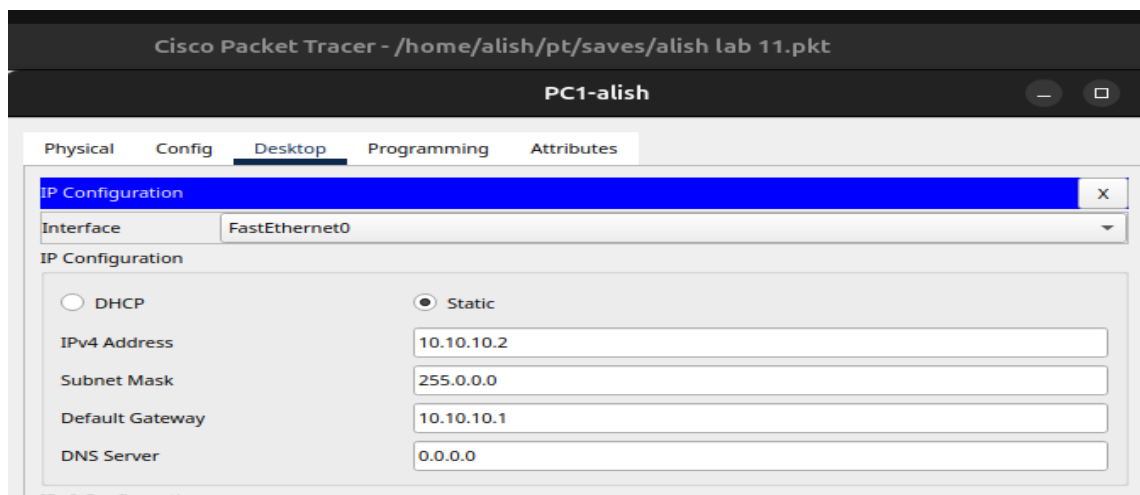 Cisco Packet Tracer - /home/alish/pt/saves/alish lab 11.pkt
PC1-alish
Physical Config Desktop Programming Attributes
IP Configuration X
Interface FastEthernet0
IP Configuration
DHCP Static
IPv4 Address 10.10.10.2
Subnet Mask 255.0.0.0
Default Gateway 10.10.10.1
DNS Server 0.0.0.0